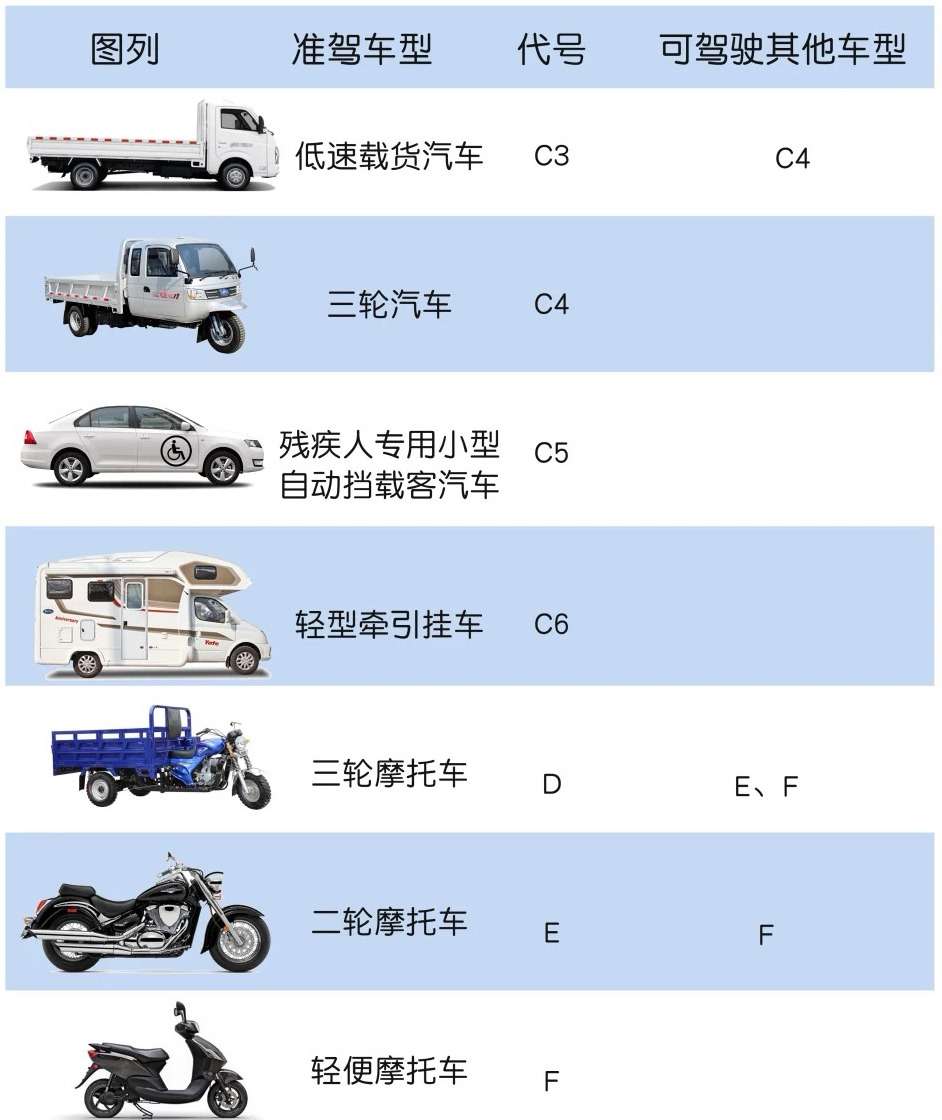 图列 准驾车型 代号 可驾驶其他车型
低速载货汽车 C3 C4
三轮汽车 C4
残疾人专用小型
自动挡载客汽车 C5
轻型牵引挂车 C6
三轮摩托车 D E、F
二轮摩托车 E F
轻便摩托车 F